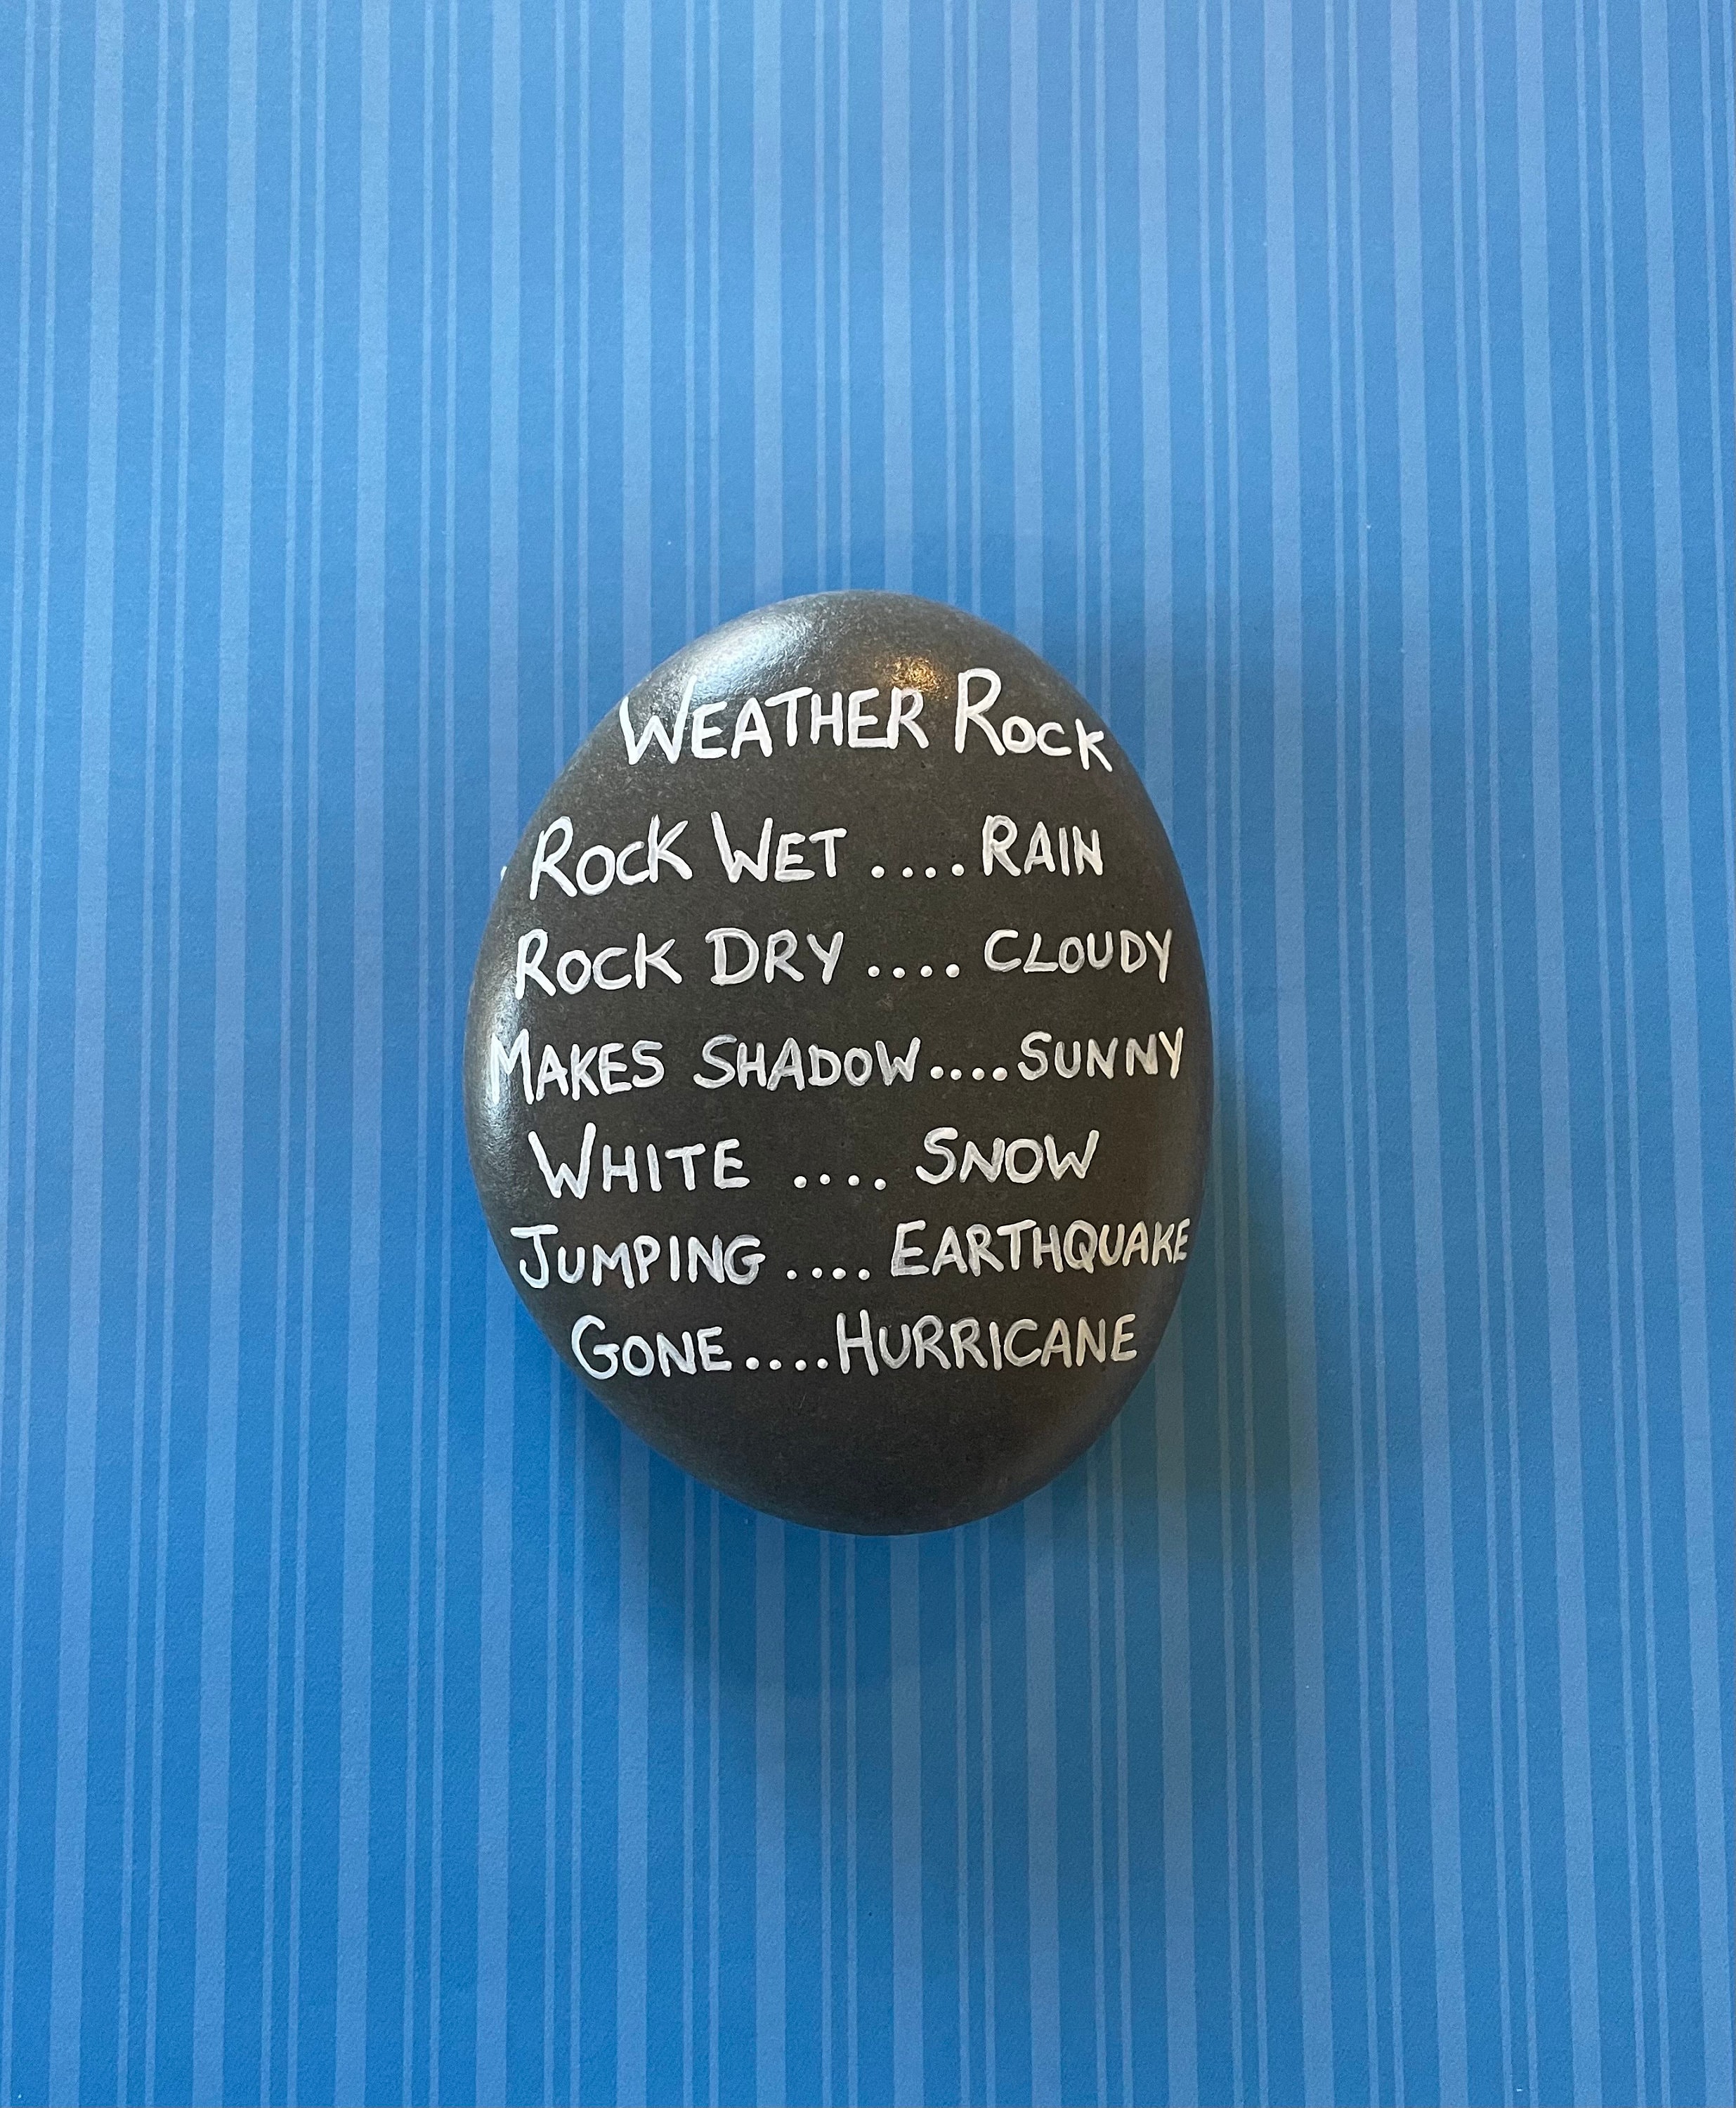 WEATHER ROCK
ROCK WET .... RAIN
ROCK DRY .... CLOUDY
MAKES SHADOW .... SUNNY
WHITE .... SNOW
JUMPING .... EARTHQUAKE
GONE .... HURRICANE